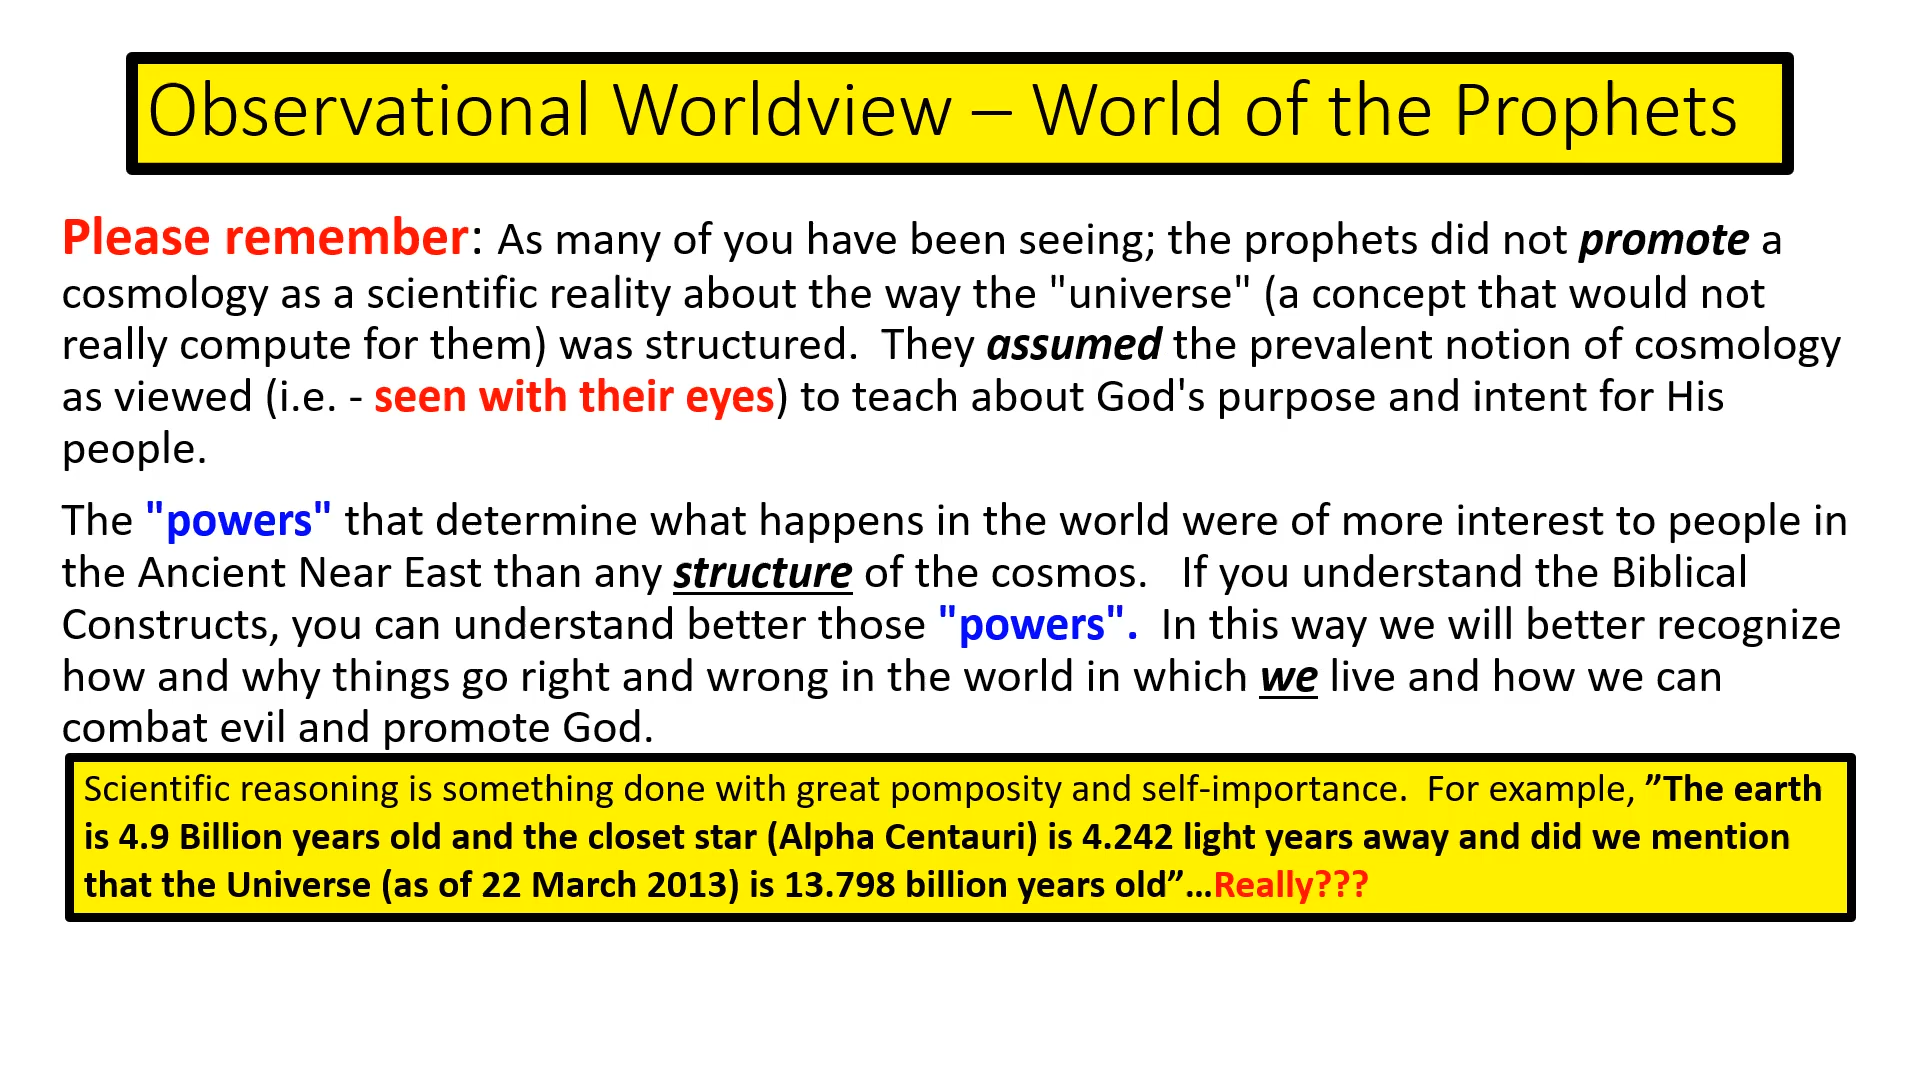 Observational Worldview – World of the Prophets
Please remember: As many of you have been seeing; the prophets did not promote a
cosmology as a scientific reality about the way the "universe" (a concept that would not
really compute for them) was structured.  They assumed the prevalent notion of cosmology
as viewed (i.e. - seen with their eyes) to teach about God's purpose and intent for His
people.
The "powers" that determine what happens in the world were of more interest to people in
the Ancient Near East than any structure of the cosmos.   If you understand the Biblical
Constructs, you can understand better those "powers".  In this way we will better recognize
how and why things go right and wrong in the world in which we live and how we can
combat evil and promote God.
Scientific reasoning is something done with great pomposity and self-importance.  For example, ”The earth
is 4.9 Billion years old and the closet star (Alpha Centauri) is 4.242 light years away and did we mention
that the Universe (as of 22 March 2013) is 13.798 billion years old”…Really???